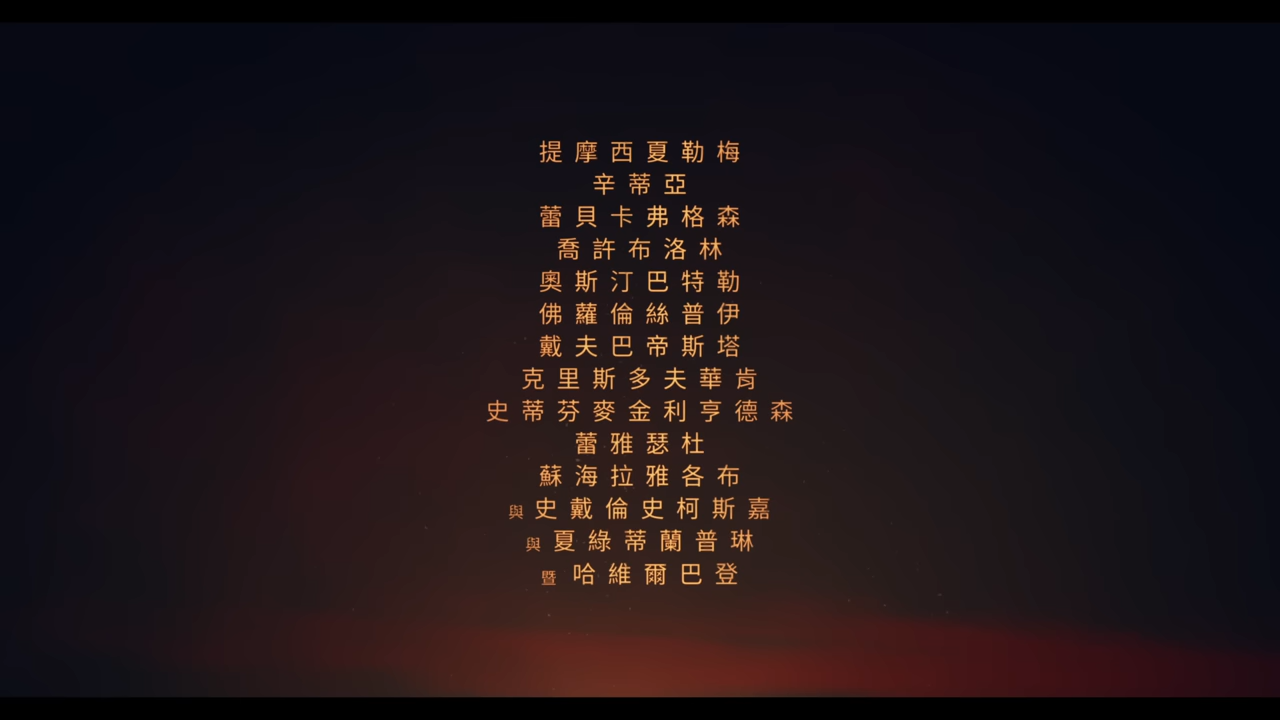 提摩西夏勒梅
辛蒂亞
蕾貝卡弗格森
喬許布洛林
奧斯汀巴特勒
佛蘿倫絲普伊
戴夫巴帝斯塔
克里斯多夫華肯
史蒂芬麥金利亨德森
蕾雅瑟杜
蘇海拉雅各布
與 史戴倫史柯斯嘉
與 夏綠蒂蘭普琳
暨 哈維爾巴登